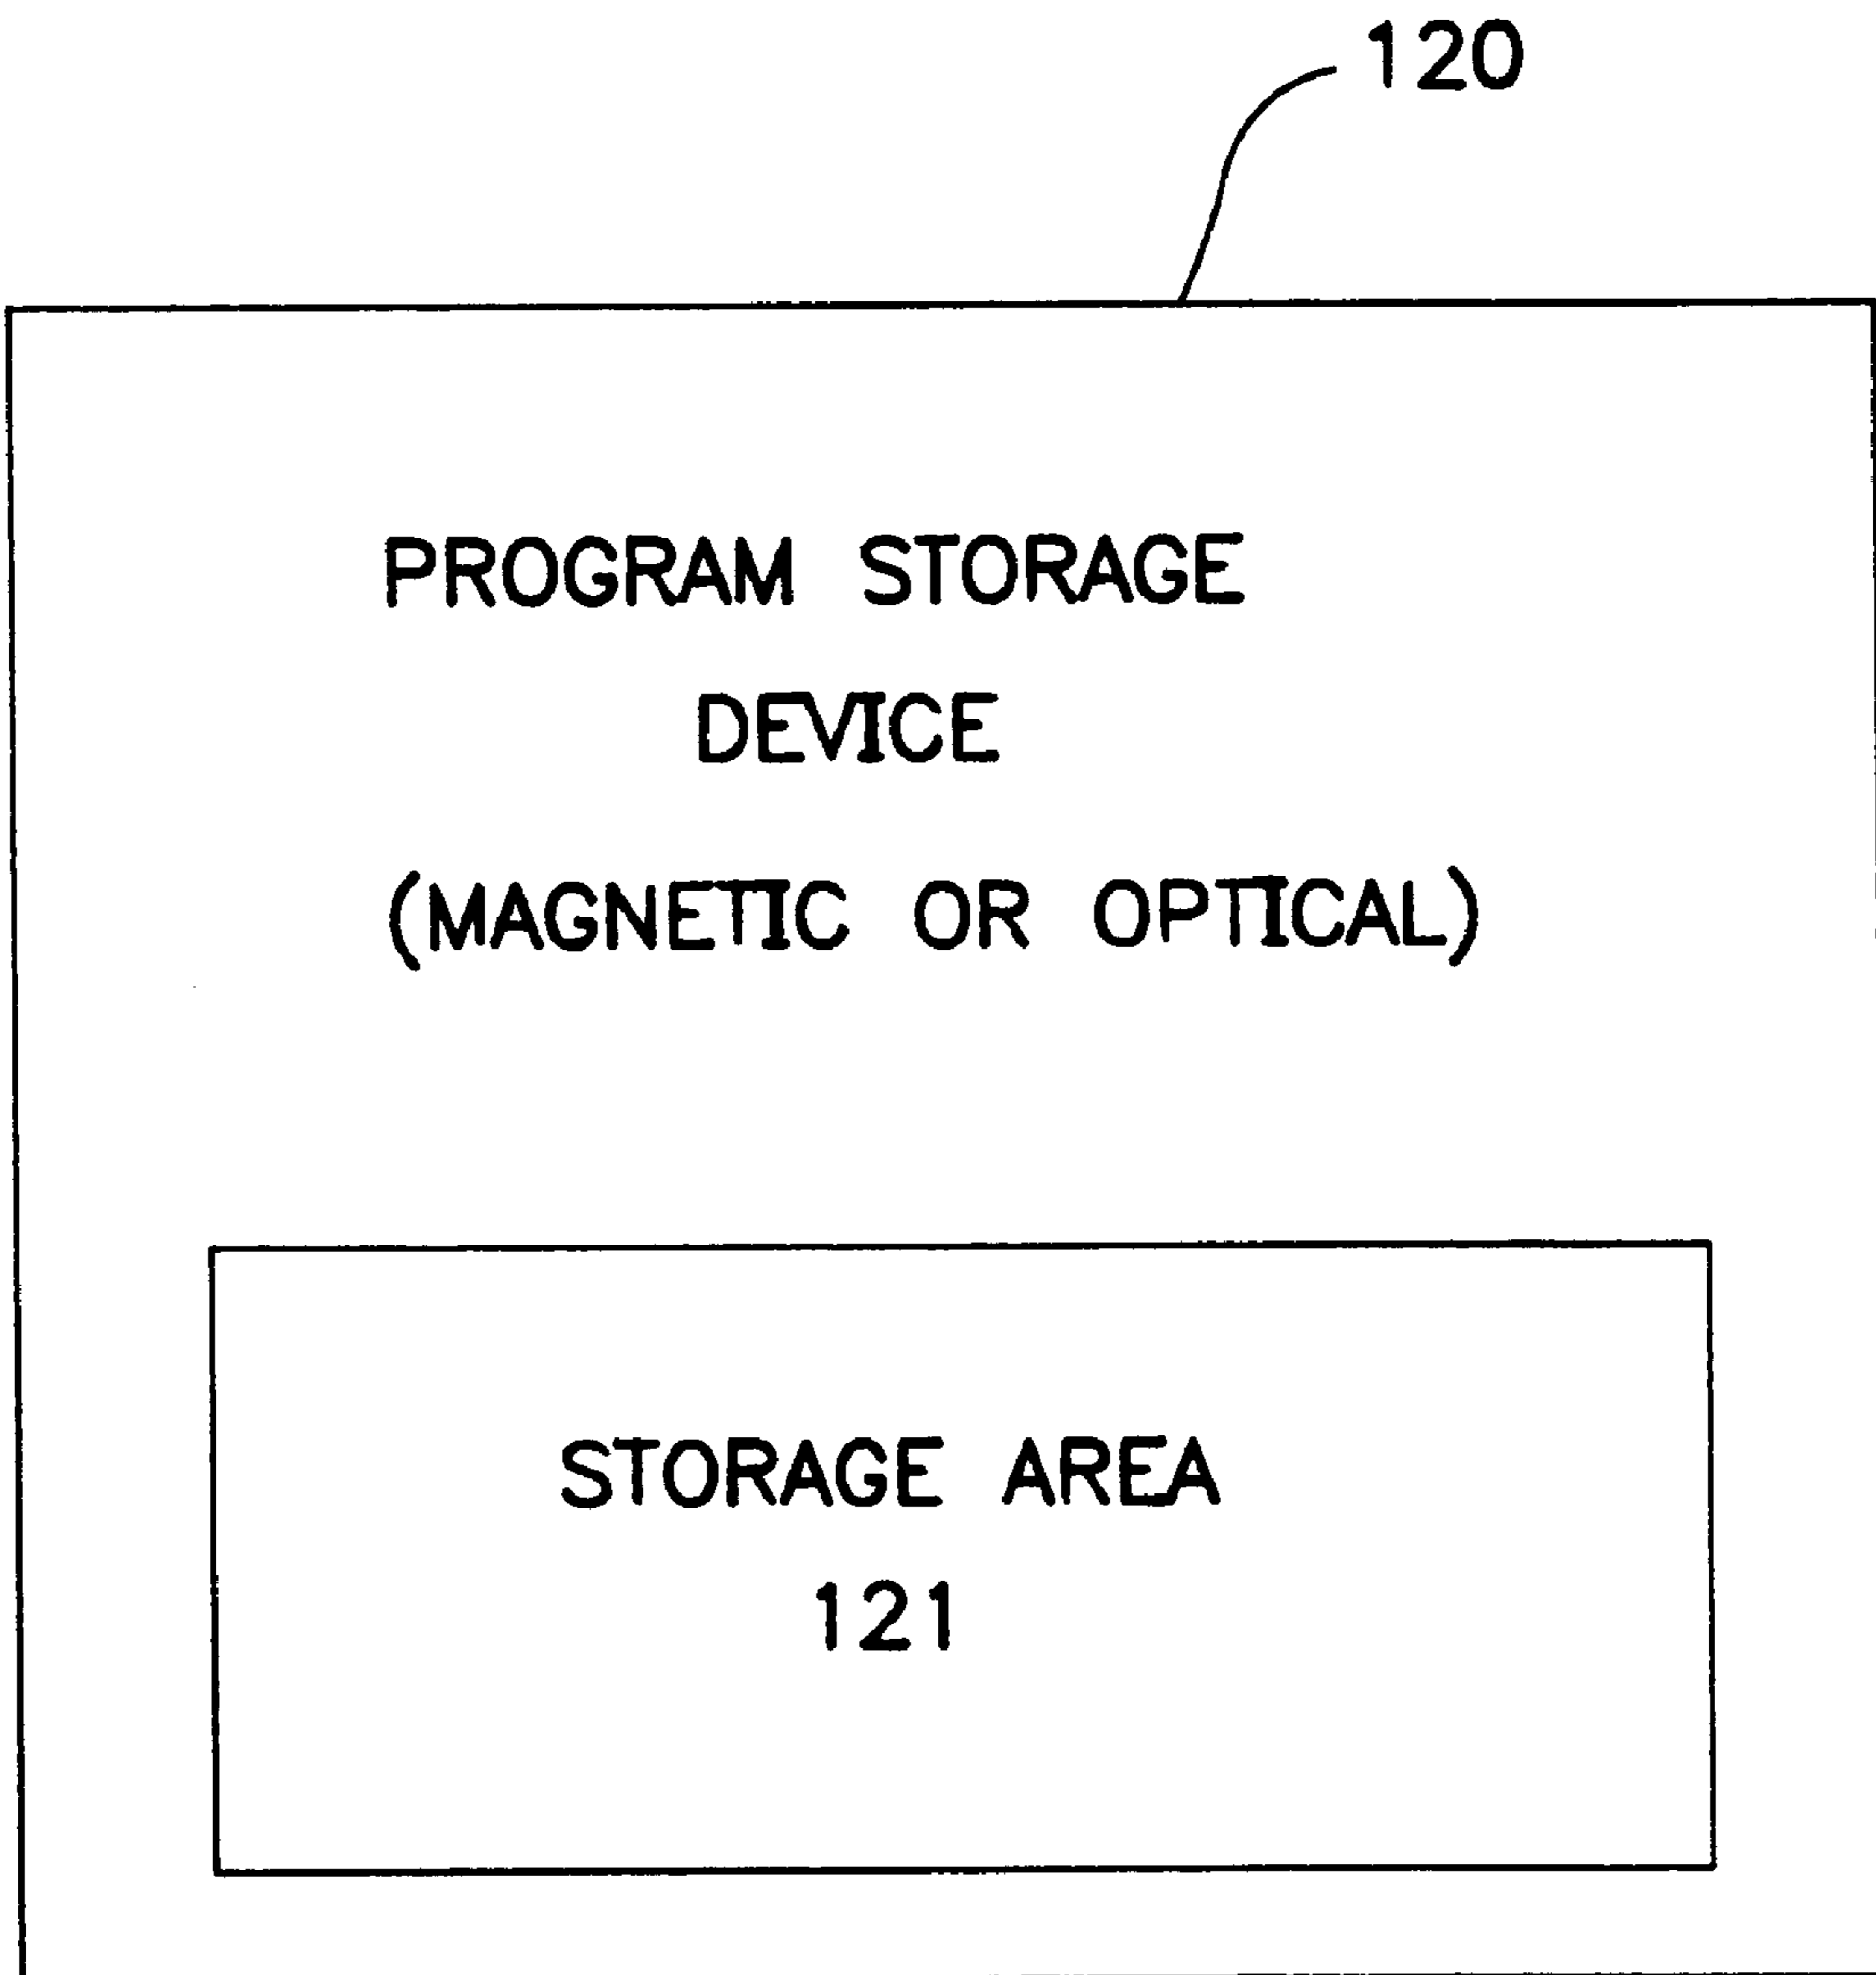 120
PROGRAM STORAGE
DEVICE
(MAGNETIC OR OPTICAL)
STORAGE AREA
121